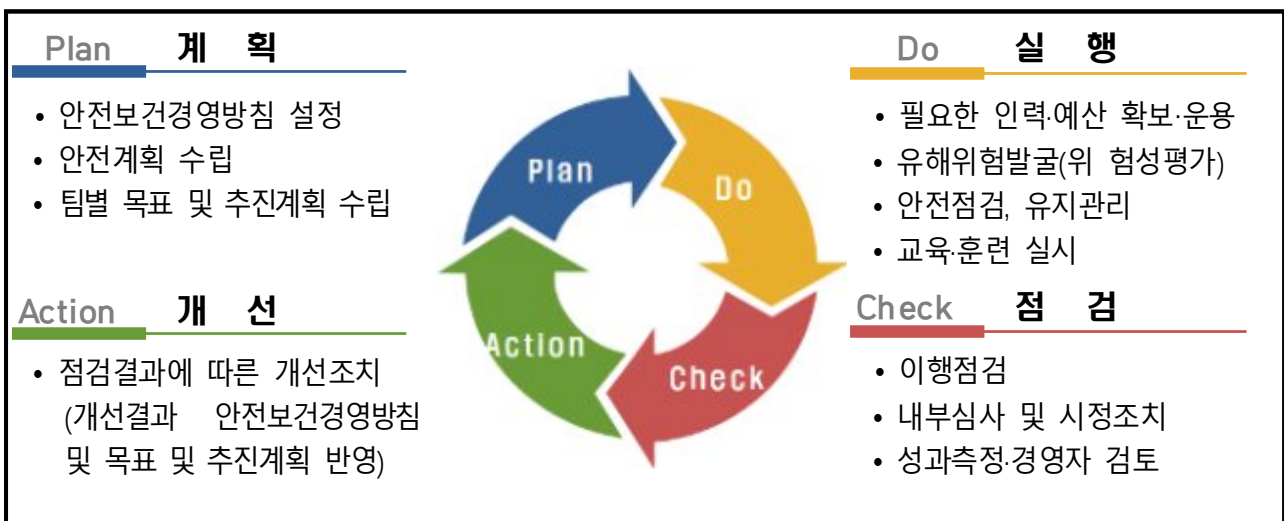 Plan 계 획
• 안전보건경영방침 설정
• 안전계획 수립
• 팀별 목표 및 추진계획 수립
Do 실 행
• 필요한 인력·예산 확보·운용
• 유해위험발굴(위 험성평가)
• 안전점검, 유지관리
• 교육·훈련 실시
Plan
Do
Action
Check
Action 개 선
• 점검결과에 따른 개선조치
(개선결과 안전보건경영방침
및 목표 및 추진계획 반영)
Check 점 검
• 이행점검
• 내부심사 및 시정조치
• 성과측정·경영자 검토